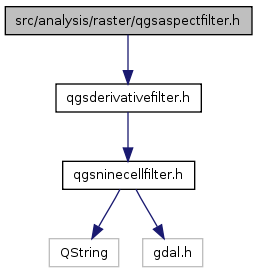 src/analysis/raster/qgsaspectfilter.h
qgsderivativefilter.h
qgsninecellfilter.h
QString
gdal.h